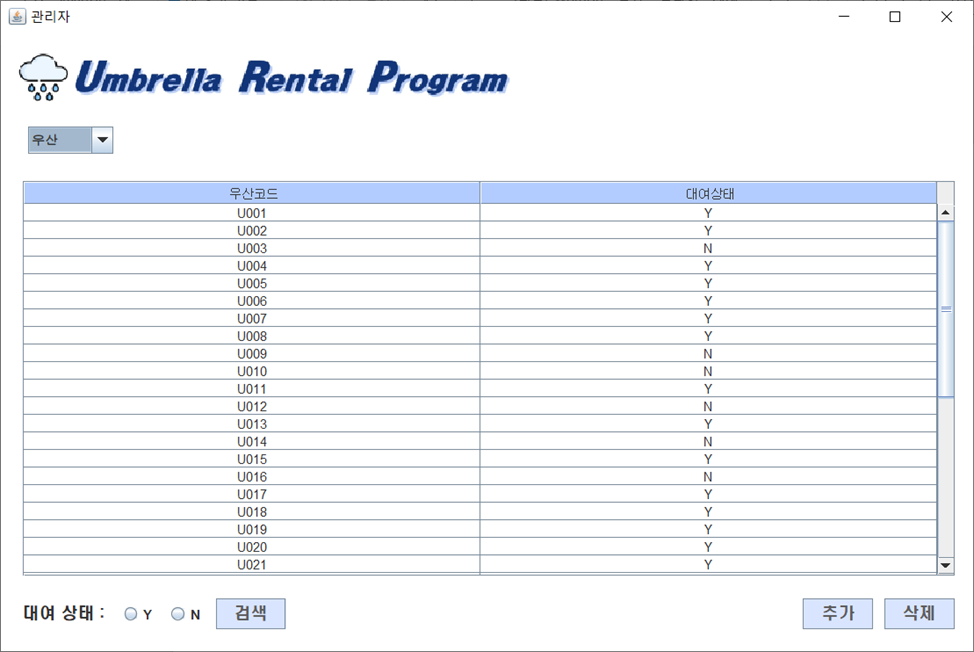 관리자
Umbrella Rental Program
우산
우산코드 대여상태
U001 Y
U002 Y
U003 N
U004 Y
U005 Y
U006 Y
U007 Y
U008 Y
U009 N
U010 N
U011 Y
U012 N
U013 Y
U014 N
U015 Y
U016 N
U017 Y
U018 Y
U019 Y
U020 Y
U021 Y
대여 상태 : Y N 검색 추가 삭제